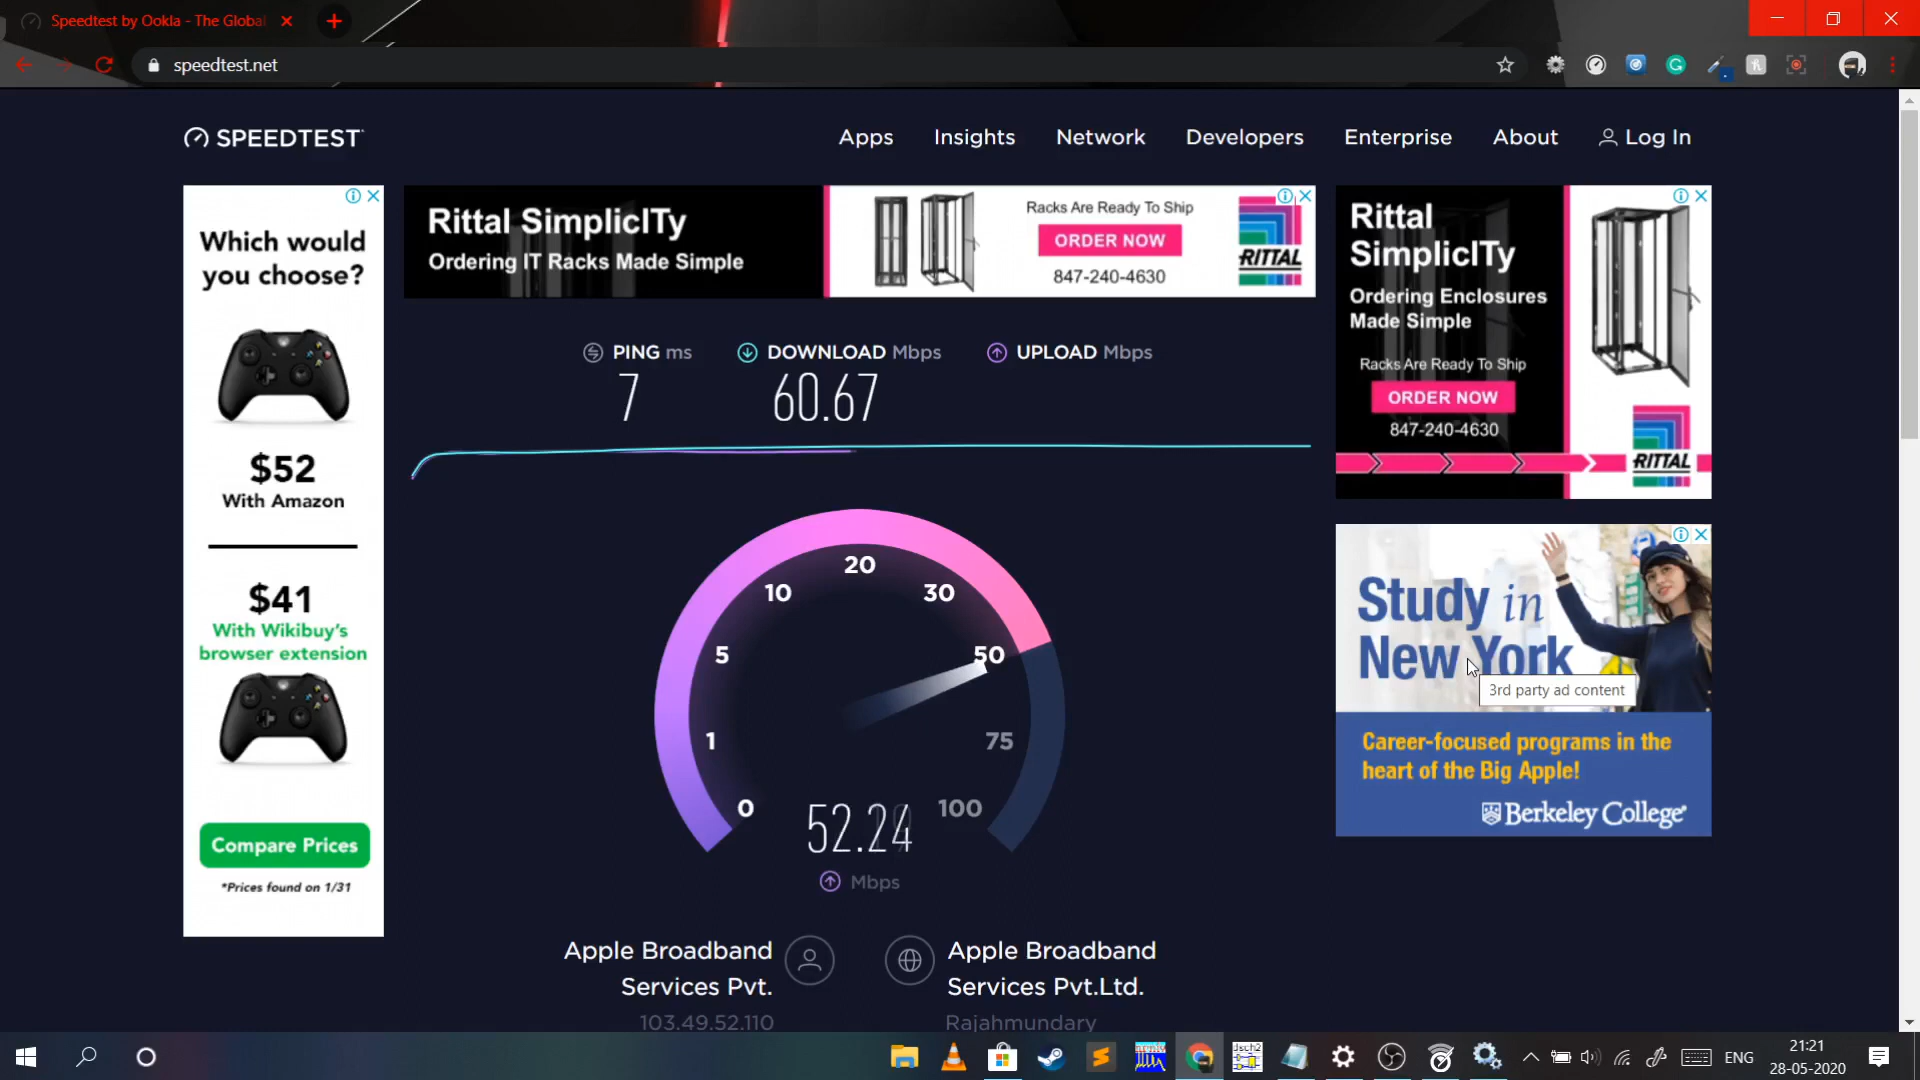 Speedtest by Ookla - The Global
speedtest.net
SPEEDTEST
Apps
Insights
Network
Developers
Enterprise
About
Log In
Which would
you choose?
$52
With Amazon
$41
With Wikibuy's
browser extension
Compare Prices
*Prices found on 1/31
Rittal SimplicITy
Ordering IT Racks Made Simple
Racks Are Ready To Ship
ORDER NOW
847-240-4630
RITTAL
PING ms
7
DOWNLOAD Mbps
60.67
UPLOAD Mbps
0
1
5
10
20
30
50
75
100
52.24
Mbps
Apple Broadband
Services Pvt.
103.49.52.110
Apple Broadband
Services Pvt.Ltd.
Rajahmundary
Rittal
SimplicITy
Ordering Enclosures
Made Simple
Racks Are Ready To Ship
ORDER NOW
847-240-4630
RITTAL
Study in
New York
3rd party ad content
Career-focused programs in the
heart of the Big Apple!
Berkeley College
dsch2
ENG
21:21
28-05-2020